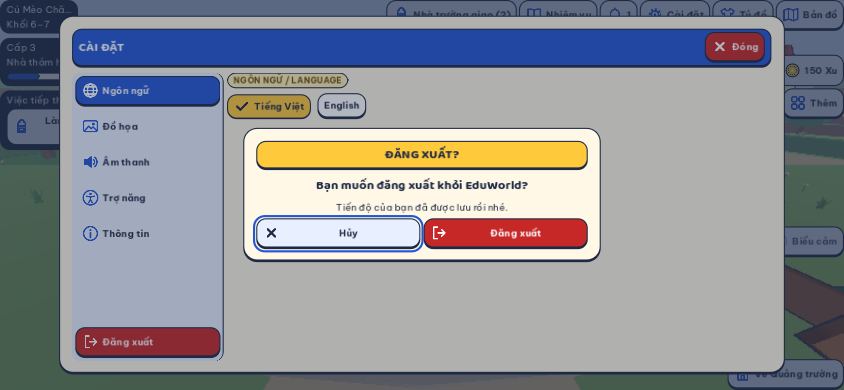 Cú Mèo Chă...
Khối 6-7
Nhà trường giao (2)
Nhiệm vụ
1
Cài đặt
Tủ đồ
Bản đồ
Cấp 3
Nhà thám h
CÀI ĐẶT
Đóng
150 Xu
Việc tiếp th
Thêm
Ngôn ngữ
Đồ họa
Âm thanh
Trợ năng
Thông tin
Đăng xuất
NGÔN NGỮ / LANGUAGE
Tiếng Việt
English
ĐĂNG XUẤT?
Bạn muốn đăng xuất khỏi EduWorld?
Tiến độ của bạn đã được lưu rồi nhé.
Hủy
Đăng xuất
Biểu cảm
Về Quảng trường